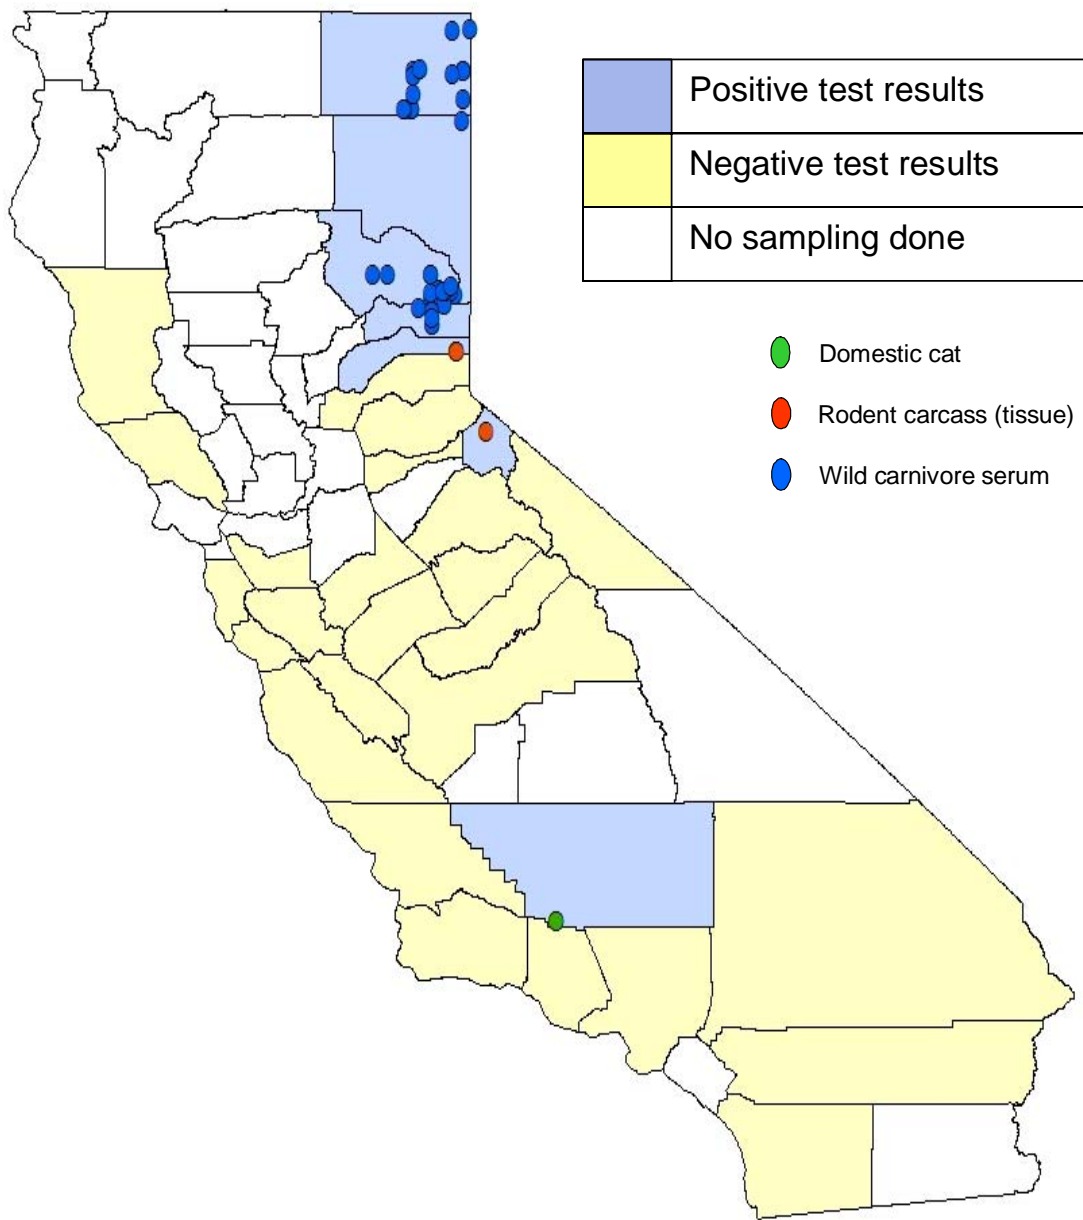 Positive test results
Negative test results
No sampling done
Domestic cat
Rodent carcass (tissue)
Wild carnivore serum